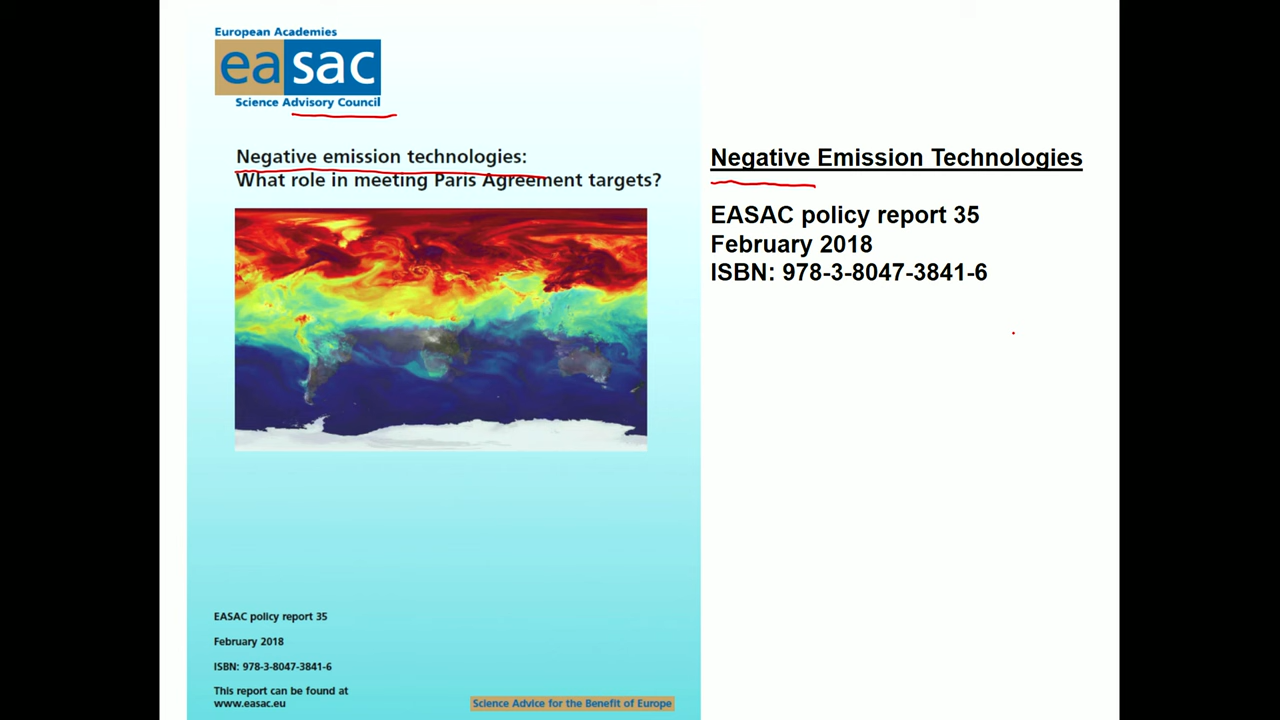 European Academies
easac
Science Advisory Council
Negative emission technologies:
What role in meeting Paris Agreement targets?
EASAC policy report 35
February 2018
ISBN: 978-3-8047-3841-6
This report can be found at
www.easac.eu
Science Advice for the Benefit of Europe
Negative Emission Technologies
EASAC policy report 35
February 2018
ISBN: 978-3-8047-3841-6